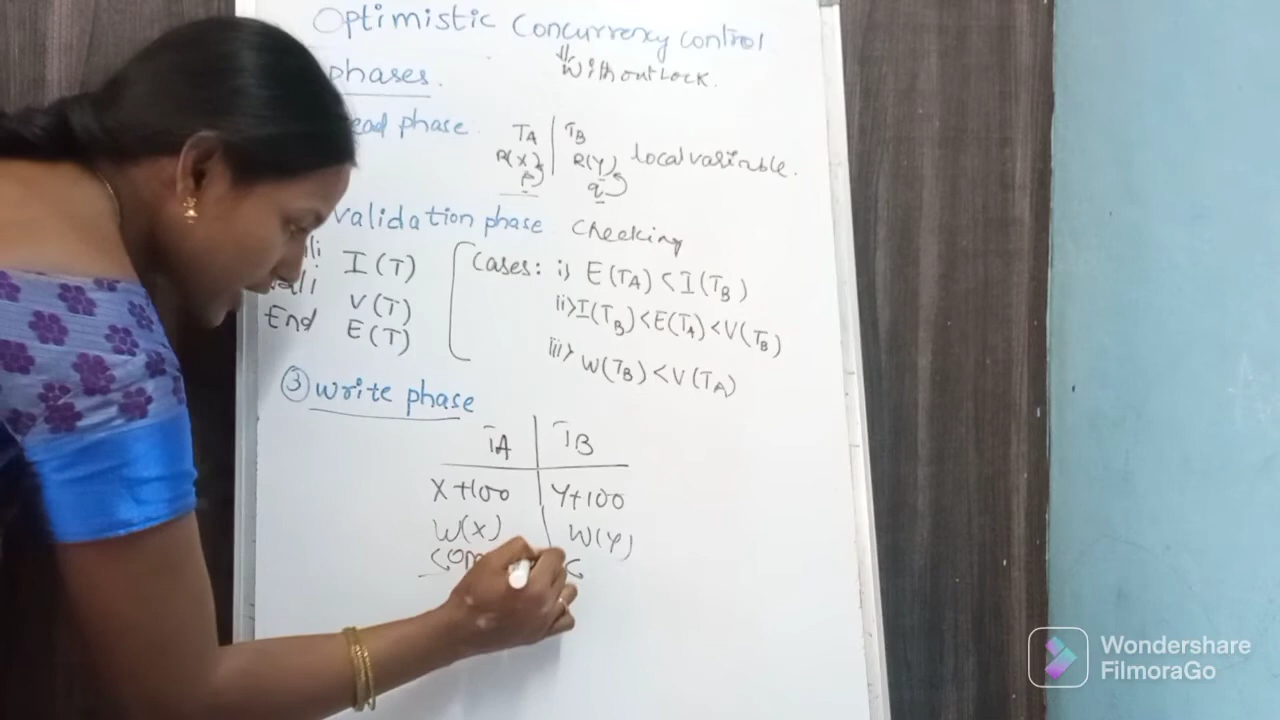 Optimistic Concurrency control
⇓
without Lock.
phases.
ead phase.
TA | TB
R(X) R(Y) local variable.
p q
validation phase checking
I(T)
V(T)
End E(T)
Cases: i) E(TA) < I(TB)
ii) I(TB) < E(TA) < V(TB)
iii) W(TB) < V(TA)
③ write phase
TA | TB
X+100 | Y+100
W(X) | W(Y)
com C
Wondershare
FilmoraGo